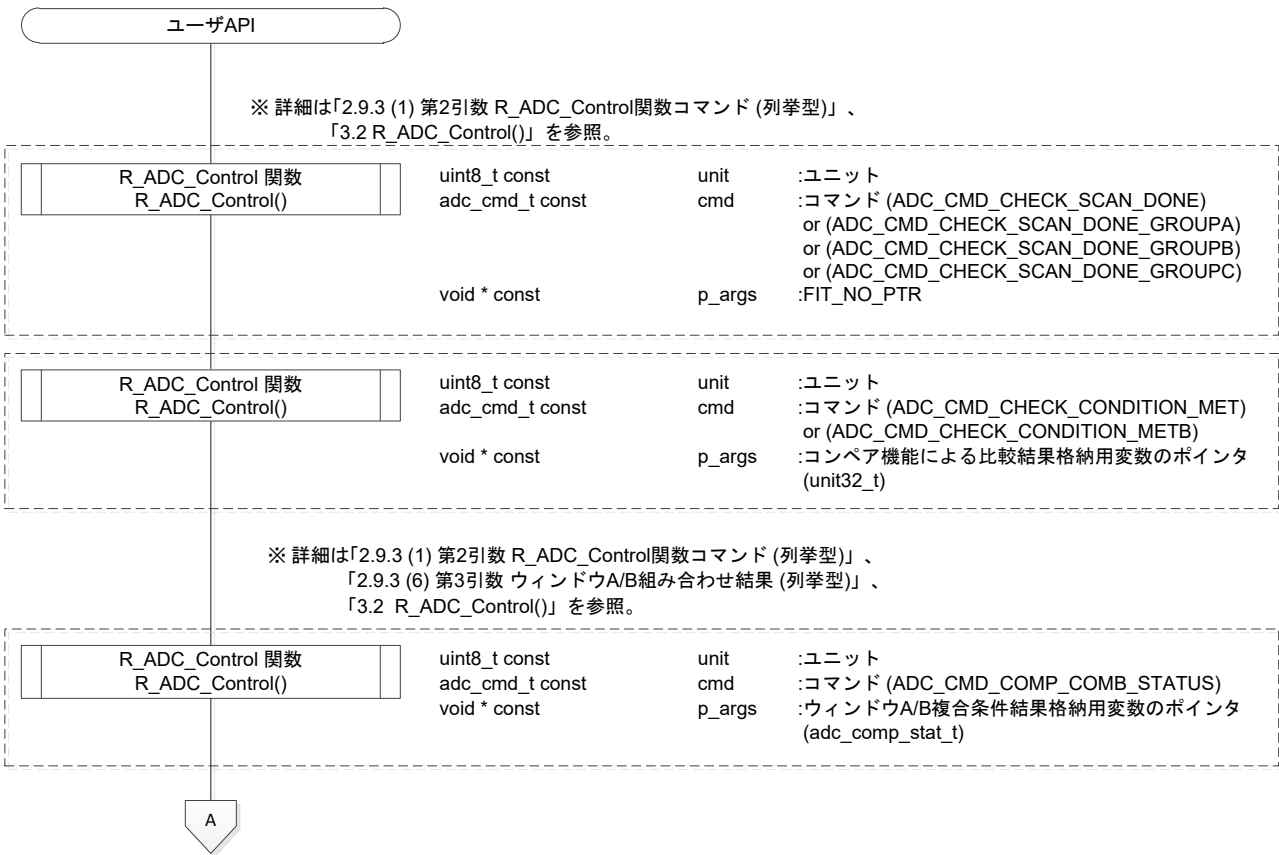 ユーザAPI
※ 詳細は「2.9.3 (1) 第2引数 R_ADC_Control関数コマンド (列挙型)」、
「3.2 R_ADC_Control()」を参照。
R_ADC_Control 関数
R_ADC_Control()
uint8_t const unit :ユニット
adc_cmd_t const cmd :コマンド (ADC_CMD_CHECK_SCAN_DONE)
or (ADC_CMD_CHECK_SCAN_DONE_GROUPA)
or (ADC_CMD_CHECK_SCAN_DONE_GROUPB)
or (ADC_CMD_CHECK_SCAN_DONE_GROUPC)
void * const p_args :FIT_NO_PTR
R_ADC_Control 関数
R_ADC_Control()
uint8_t const unit :ユニット
adc_cmd_t const cmd :コマンド (ADC_CMD_CHECK_CONDITION_MET)
or (ADC_CMD_CHECK_CONDITION_METB)
void * const p_args :コンペア機能による比較結果格納用変数のポインタ
(unit32_t)
※ 詳細は「2.9.3 (1) 第2引数 R_ADC_Control関数コマンド (列挙型)」、
「2.9.3 (6) 第3引数 ウィンドウA/B組み合わせ結果 (列挙型)」、
「3.2 R_ADC_Control()」を参照。
R_ADC_Control 関数
R_ADC_Control()
uint8_t const unit :ユニット
adc_cmd_t const cmd :コマンド (ADC_CMD_COMP_COMB_STATUS)
void * const p_args :ウィンドウA/B複合条件結果格納用変数のポインタ
(adc_comp_stat_t)
A